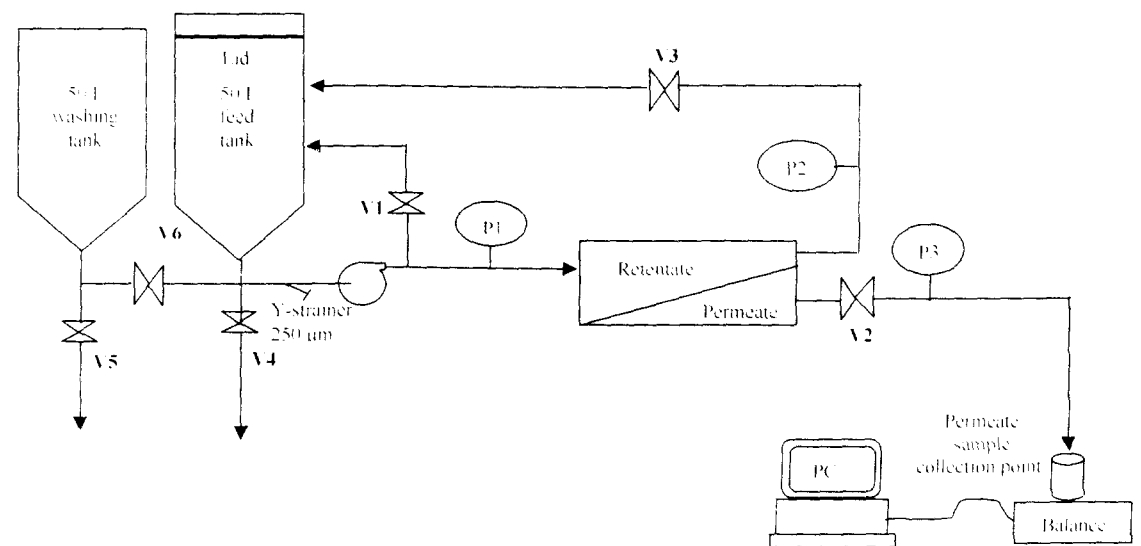 50 l
washing
tank
Lid
50 l
feed
tank
V3
P2
V1
P1
V6
P3
Retentate
Permeate
Y-strainer
250 um
V2
V5
V4
Permeate
sample
collection point
PC
Balance